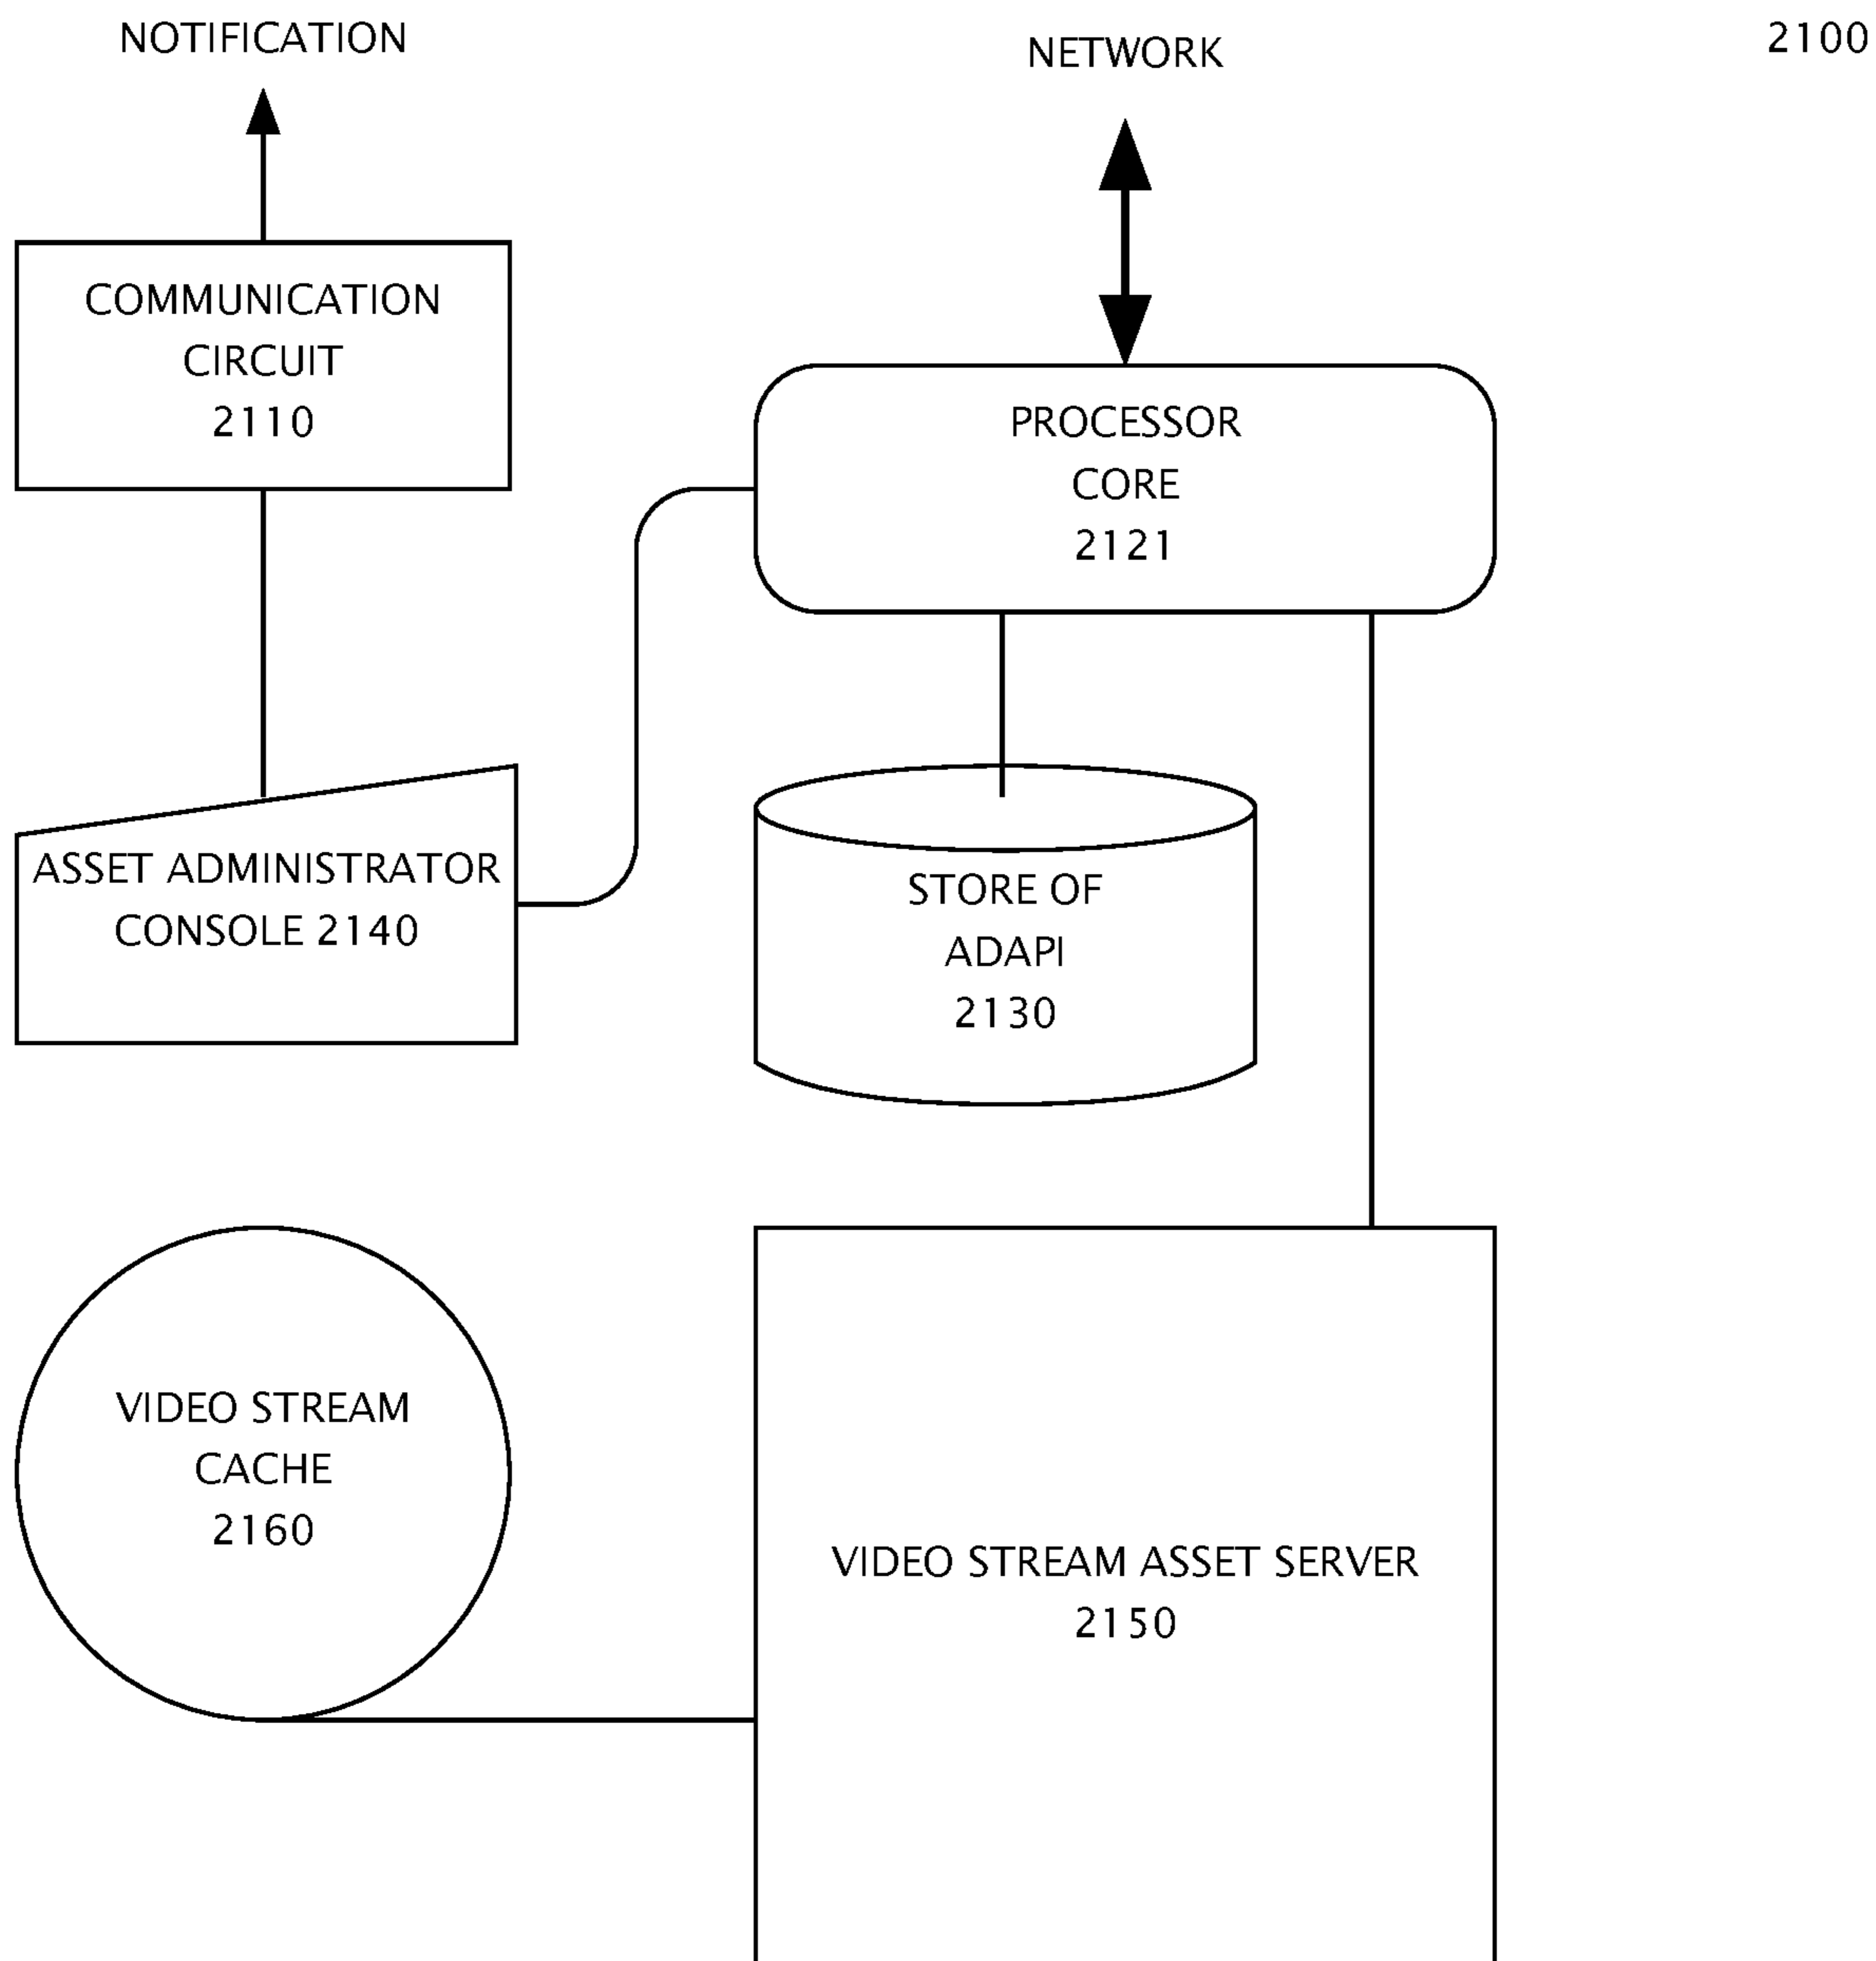 NOTIFICATION
NETWORK
2100
COMMUNICATION
CIRCUIT
2110
PROCESSOR
CORE
2121
ASSET ADMINISTRATOR
CONSOLE 2140
STORE OF
ADAPI
2130
VIDEO STREAM
CACHE
2160
VIDEO STREAM ASSET SERVER
2150